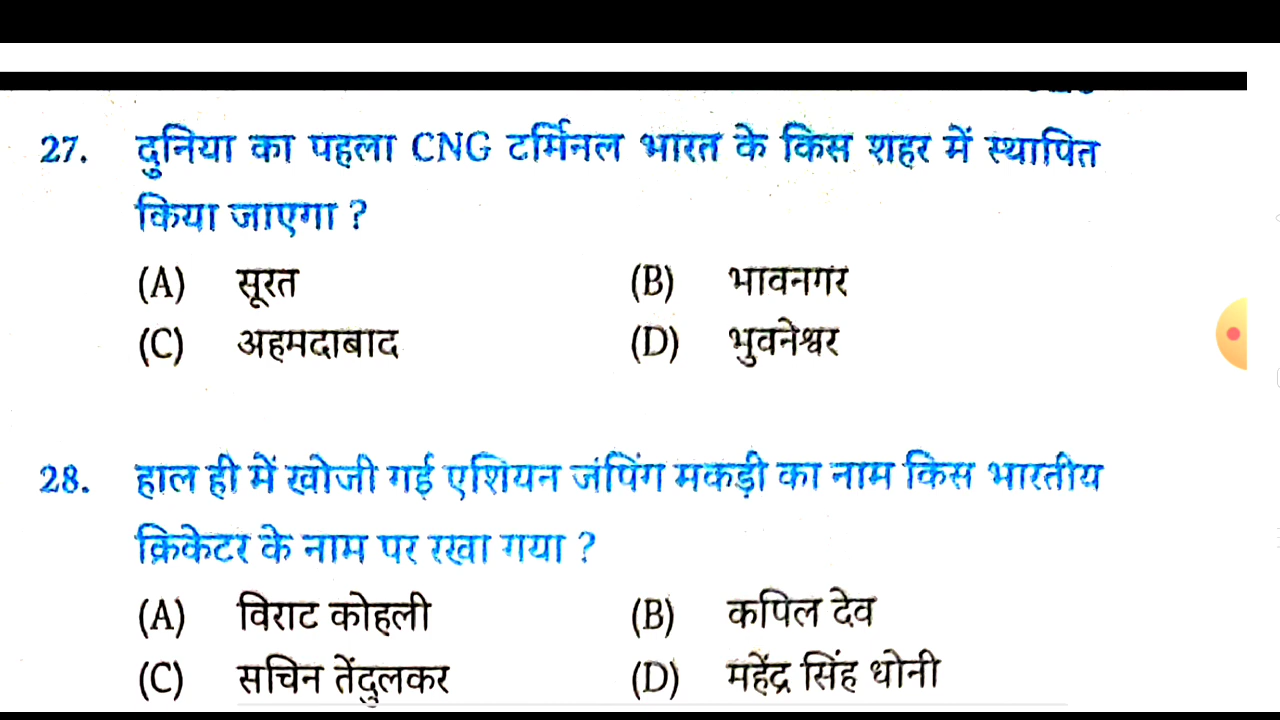 27. दुनिया का पहला CNG टर्मिनल भारत के किस शहर में स्थापित
किया जाएगा ?
(A) सूरत (B) भावनगर
(C) अहमदाबाद (D) भुवनेश्वर
28. हाल ही में खोजी गई एशियन जंपिंग मकड़ी का नाम किस भारतीय
क्रिकेटर के नाम पर रखा गया ?
(A) विराट कोहली (B) कपिल देव
(C) सचिन तेंदुलकर (D) महेंद्र सिंह धोनी